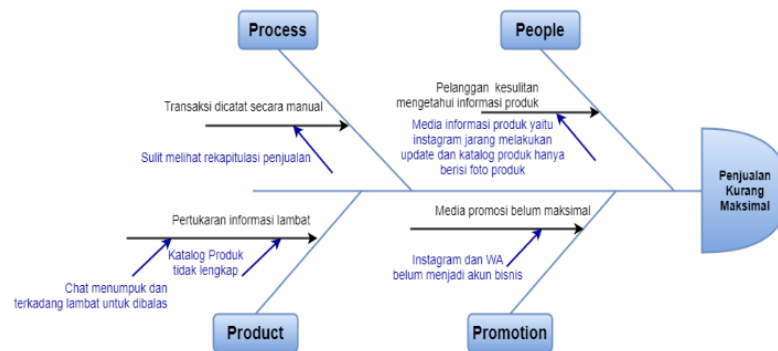 Process
People
Transaksi dicatat secara manual
Sulit melihat rekapitulasi penjualan
Pelanggan kesulitan
mengetahui informasi produk
Media informasi produk yaitu
instagram jarang melakukan
update dan katalog produk hanya
berisi foto produk
Penjualan
Kurang
Maksimal
Pertukaran informasi lambat
Katalog Produk
tidak lengkap
Chat menumpuk dan
terkadang lambat untuk dibalas
Media promosi belum maksimal
Instagram dan WA
belum menjadi akun bisnis
Product
Promotion